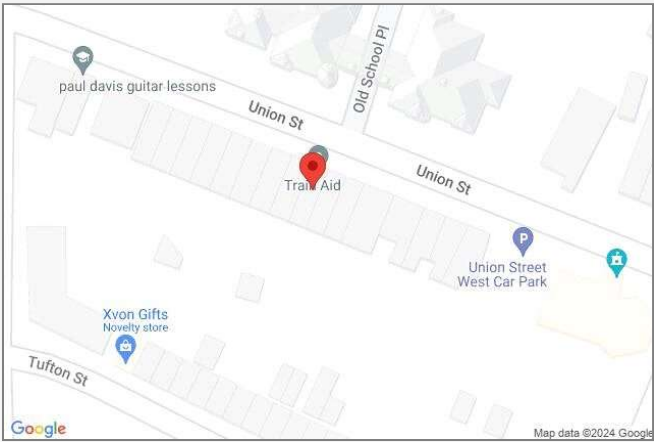 Old School Pl
paul davis guitar lessons
Union St
Train Aid
Union St
P
Union Street
West Car Park
Xvon Gifts
Novelty store
Tufton St
Google
Map data ©2024 Google